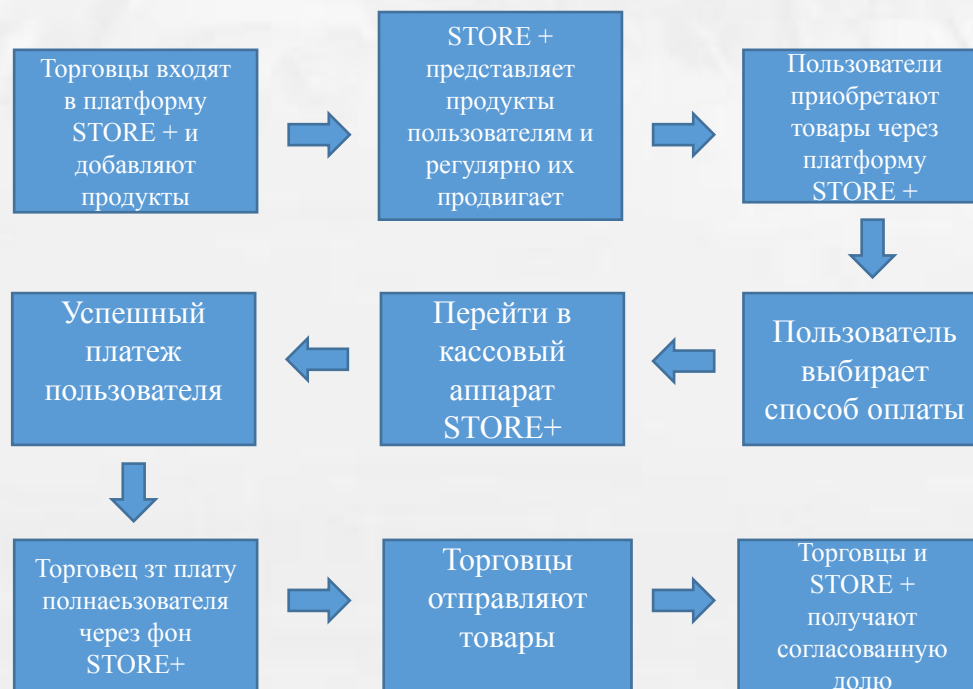 Торговцы входят
в платформу
STORE + и
добавляют
продукты
STORE +
представляет
продукты
пользователям и
регулярно их
продвигает
Пользователи
приобретают
товары через
платформу
STORE +
Пользователь
выбирает
способ оплаты
Перейти в
кассовый
аппарат
STORE+
Успешный
платеж
пользователя
Торговец зт плату
полнаеьзователя
через фон
STORE+
Торговцы
отправляют
товары
Торговцы и
STORE +
получают
согласованную
долю